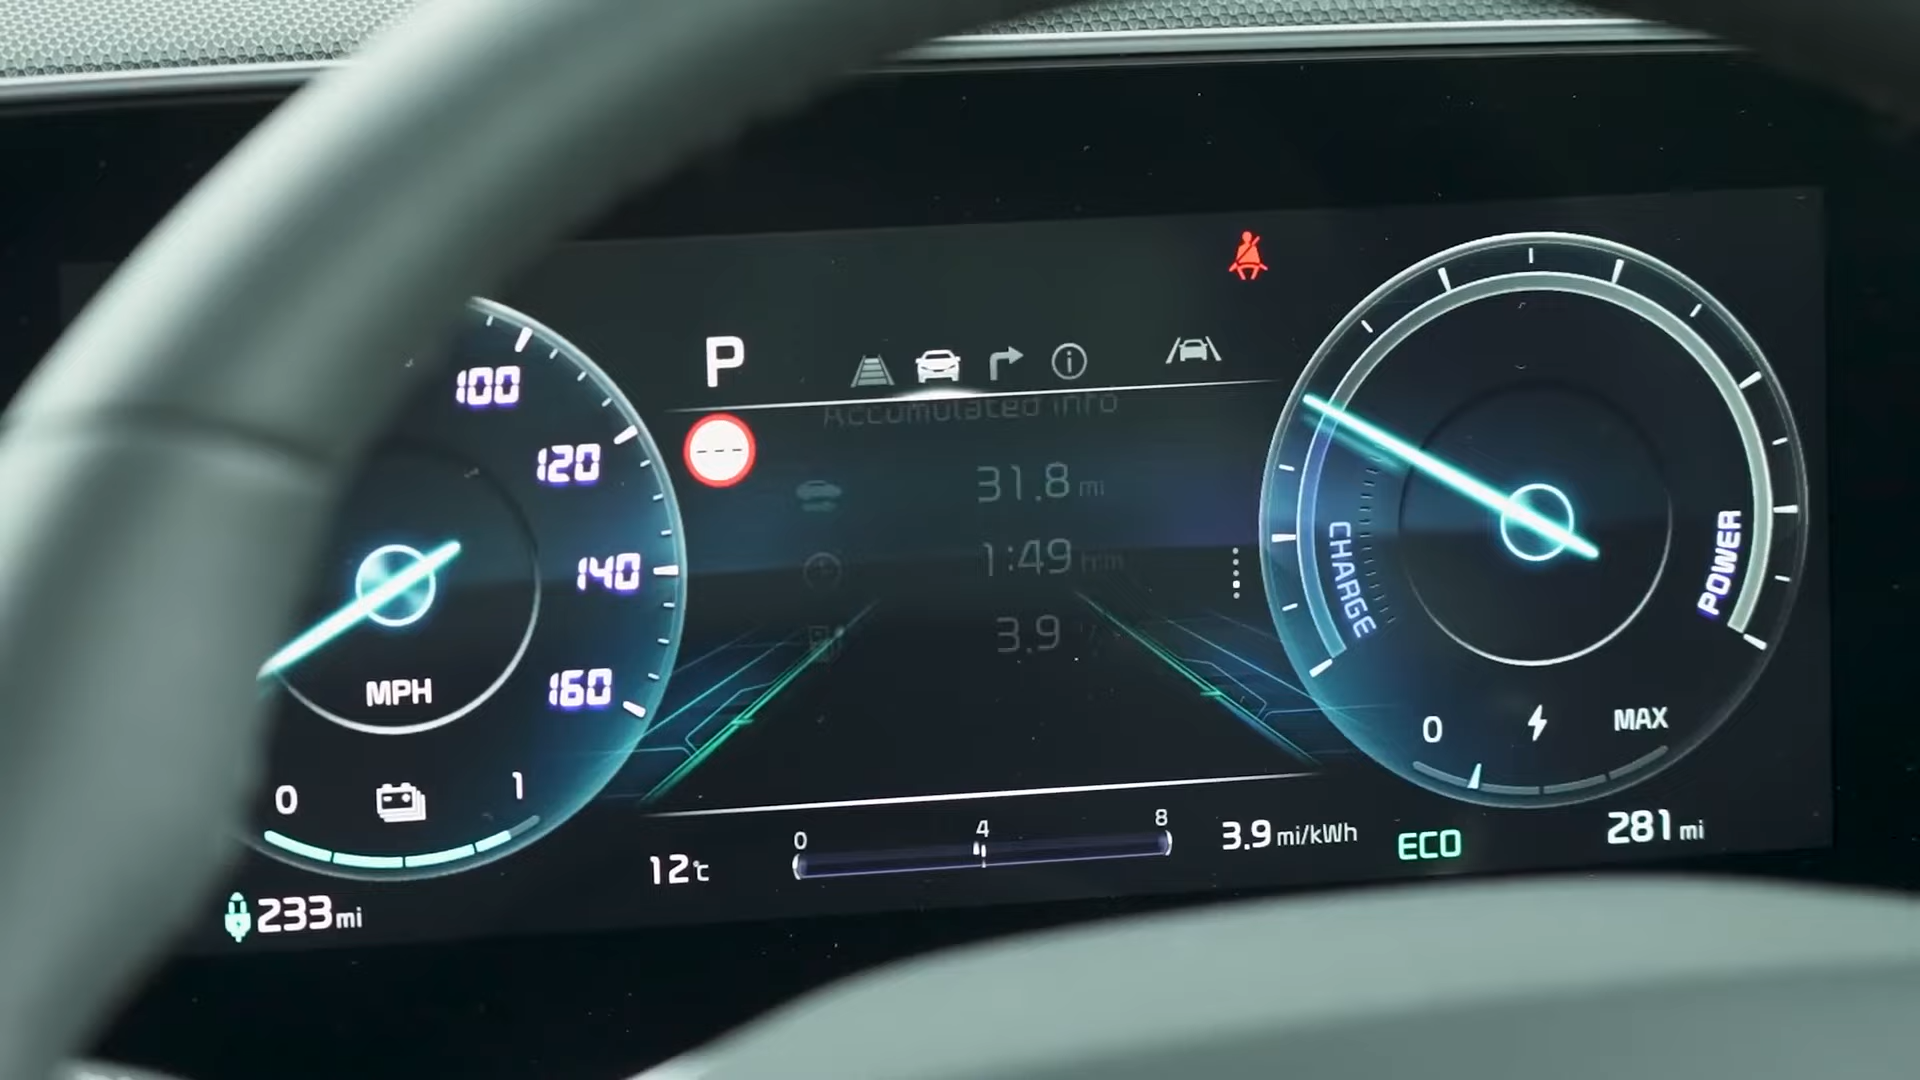 100
120
140
160
MPH
0 1
233 mi
P
---
Accumulated info
31.8 mi
1:49 h:m
3.9
12°c
0 4 8
3.9 mi/kWh
ECO
281 mi
CHARGE
POWER
0 MAX